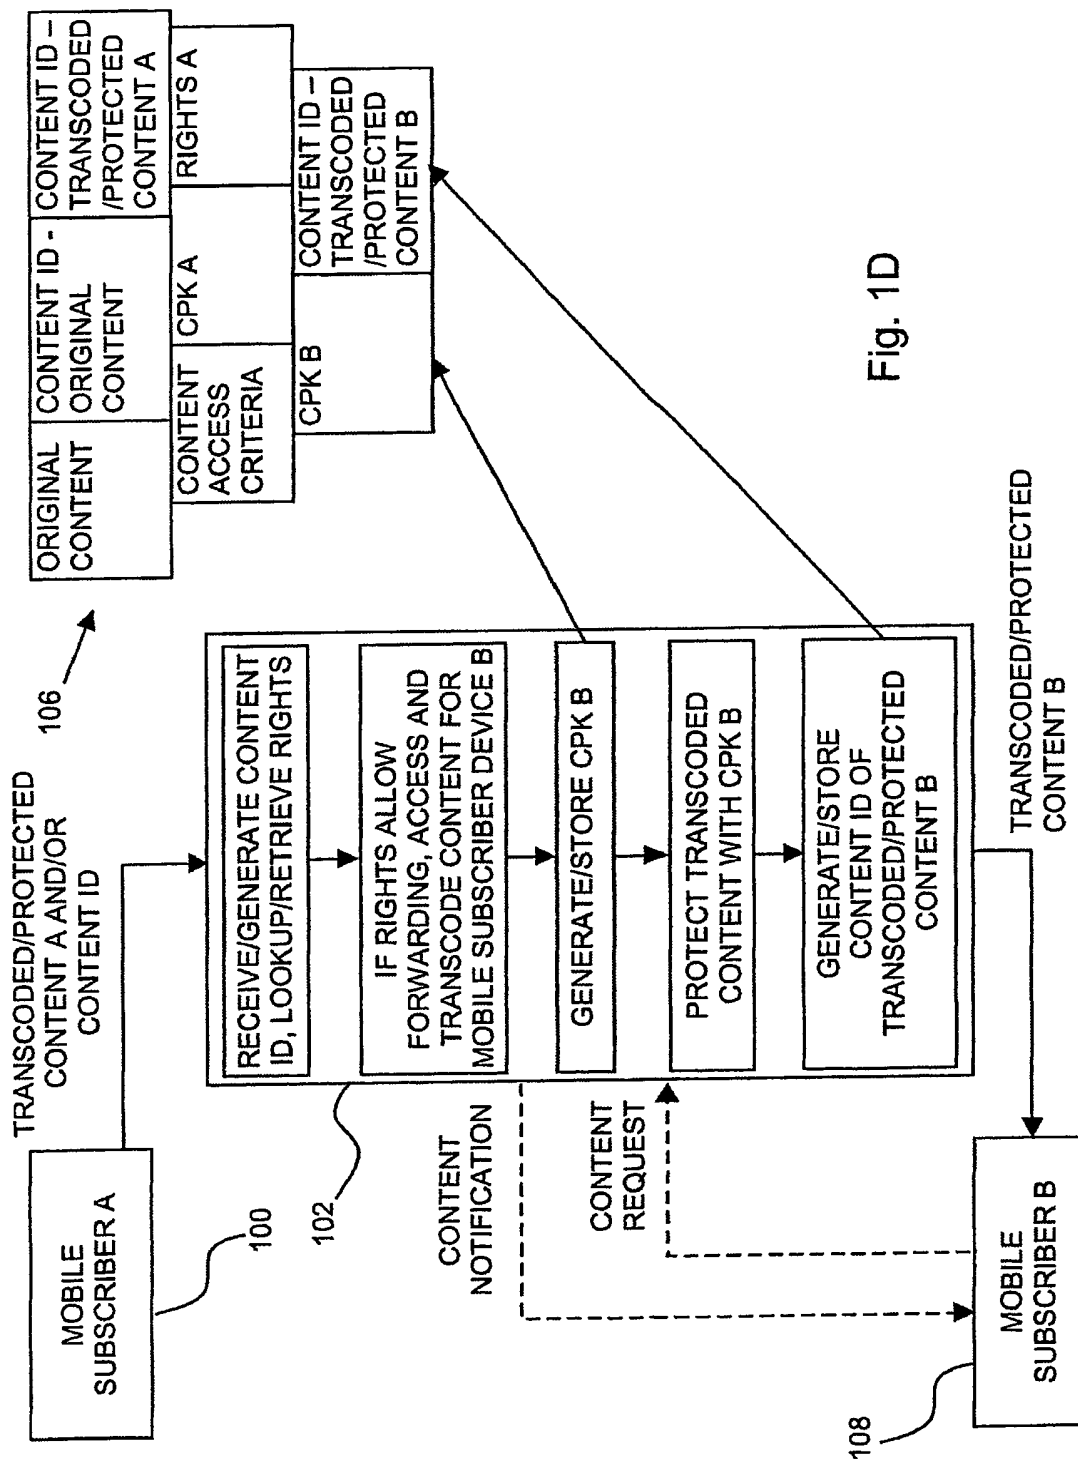 MOBILE
SUBSCRIBER A
100
TRANSCODED/PROTECTED
CONTENT A AND/OR
CONTENT ID
106
ORIGINAL
CONTENT
CONTENT ID -
ORIGINAL
CONTENT
CONTENT ID –
TRANSCODED
/PROTECTED
CONTENT A
CONTENT
ACCESS
CRITERIA
CPK A
RIGHTS A
CPK B
CONTENT ID –
TRANSCODED
/PROTECTED
CONTENT B
102
RECEIVE/GENERATE CONTENT
ID, LOOKUP/RETRIEVE RIGHTS
IF RIGHTS ALLOW
FORWARDING, ACCESS AND
TRANSCODE CONTENT FOR
MOBILE SUBSCRIBER DEVICE B
GENERATE/STORE CPK B
PROTECT TRANSCODED
CONTENT WITH CPK B
GENERATE/STORE
CONTENT ID OF
TRANSCODED/PROTECTED
CONTENT B
CONTENT
NOTIFICATION
CONTENT
REQUEST
108
MOBILE
SUBSCRIBER B
TRANSCODED/PROTECTED
CONTENT B
Fig. 1D